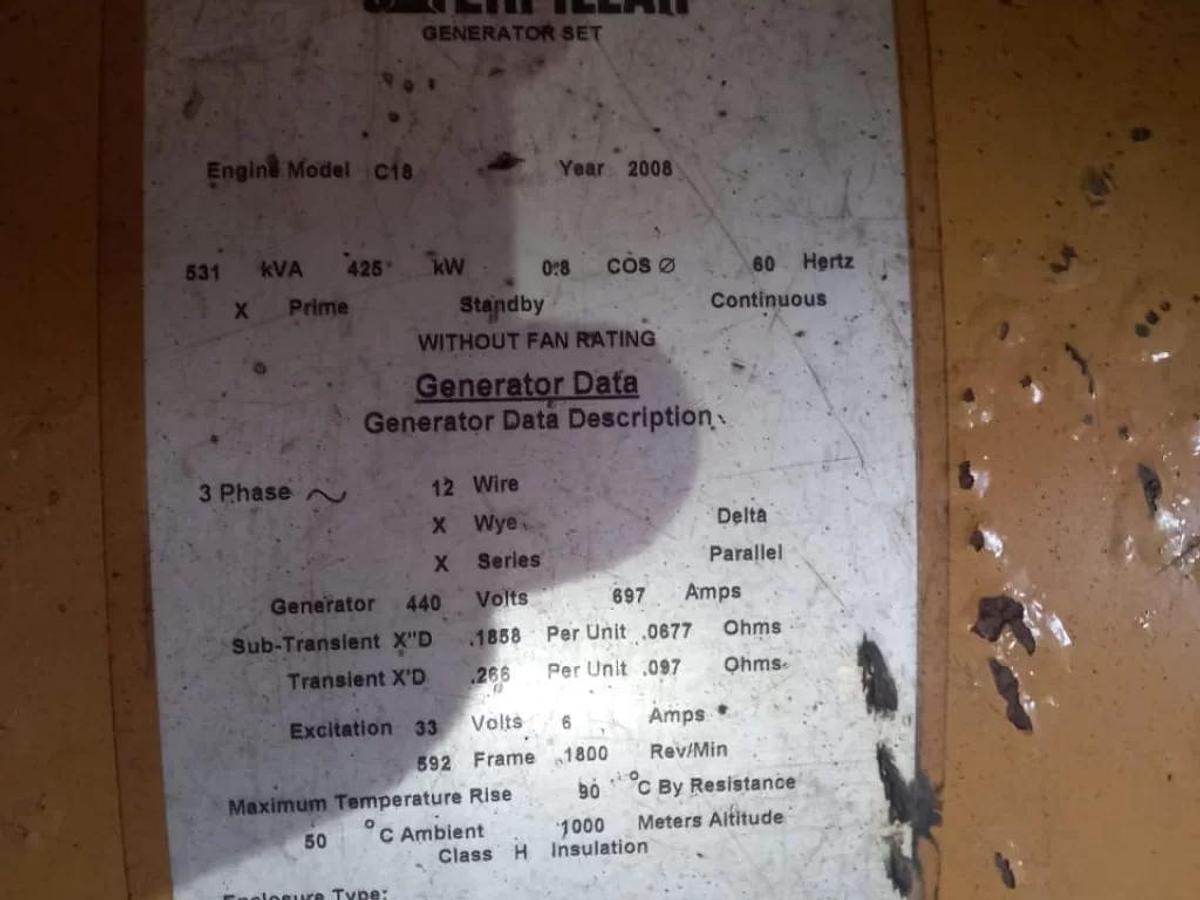 CATERPILLAR
GENERATOR SET
Engine Model C18 Year 2008
531 kVA 425 kW 0.8 COS Ø 60 Hertz
X Prime Standby Continuous
WITHOUT FAN RATING
Generator Data
Generator Data Description
3 Phase ~ 12 Wire
X Wye Delta
X Series Parallel
Generator 440 Volts 697 Amps
Sub-Transient X"D .1858 Per Unit .0677 Ohms
Transient X'D .266 Per Unit .097 Ohms
Excitation 33 Volts 6 Amps
592 Frame 1800 Rev/Min
Maximum Temperature Rise 90 °C By Resistance
50 °C Ambient 1000 Meters Altitude
Class H Insulation
Enclosure Type: